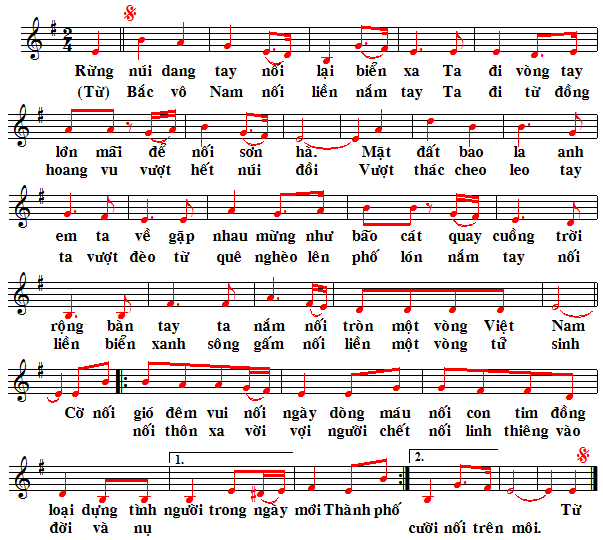 2
4
Rừng núi dang tay nối lại biển xa Ta đi vòng tay
(Từ) Bắc vô Nam nối liền nắm tay Ta đi từ đồng
lớn mãi để nối sơn hà. Mặt đất bao la anh
hoang vu vượt hết núi đồi Vượt thác cheo leo tay
em ta về gặp nhau mừng như bão cát quay cuồng trời
ta vượt đèo từ quê nghèo lên phố lớn nắm tay nối
rộng bàn tay ta nắm nối tròn một vòng Việt Nam
liền biển xanh sông gấm nối liền một vòng tử sinh
Cờ nối gió đêm vui nối ngày dòng máu nối con tim đồng
nối thôn xa vời vợi người chết nối linh thiêng vào
1.
2.
loại dựng tình người trong ngày mới Thành phố Từ
đời và nụ cười nối trên môi.